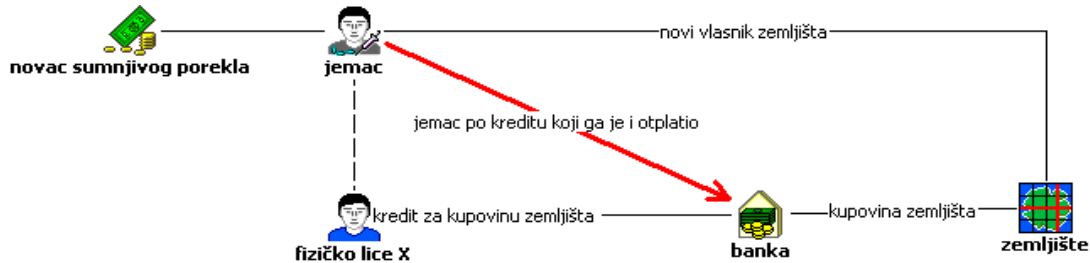 novi vlasnik zemljišta
novac sumnjivog porekla
jemac
jemac po kreditu koji ga je i otplatio
kredit za kupovinu zemljišta
kupovina zemljišta
fizičko lice X
banka
zemljište